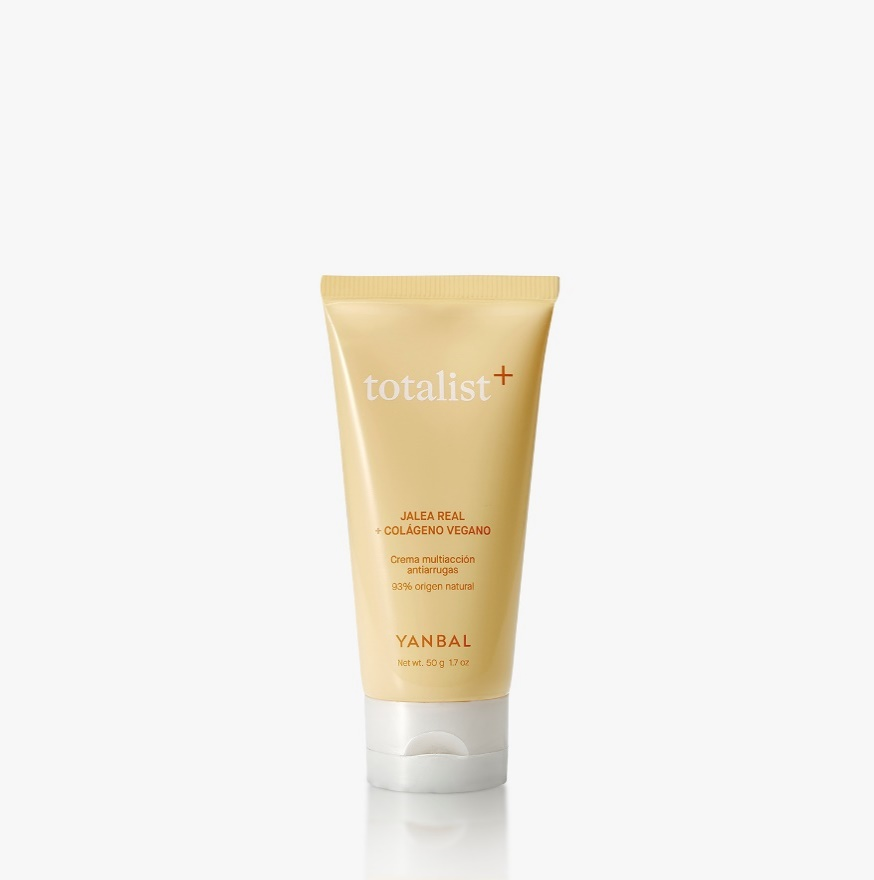 totalist+
JALEA REAL
+ COLÁGENO VEGANO
Crema multiacción
antiarrugas
93% origen natural
YANBAL
Net wt. 50 g 1.7 oz